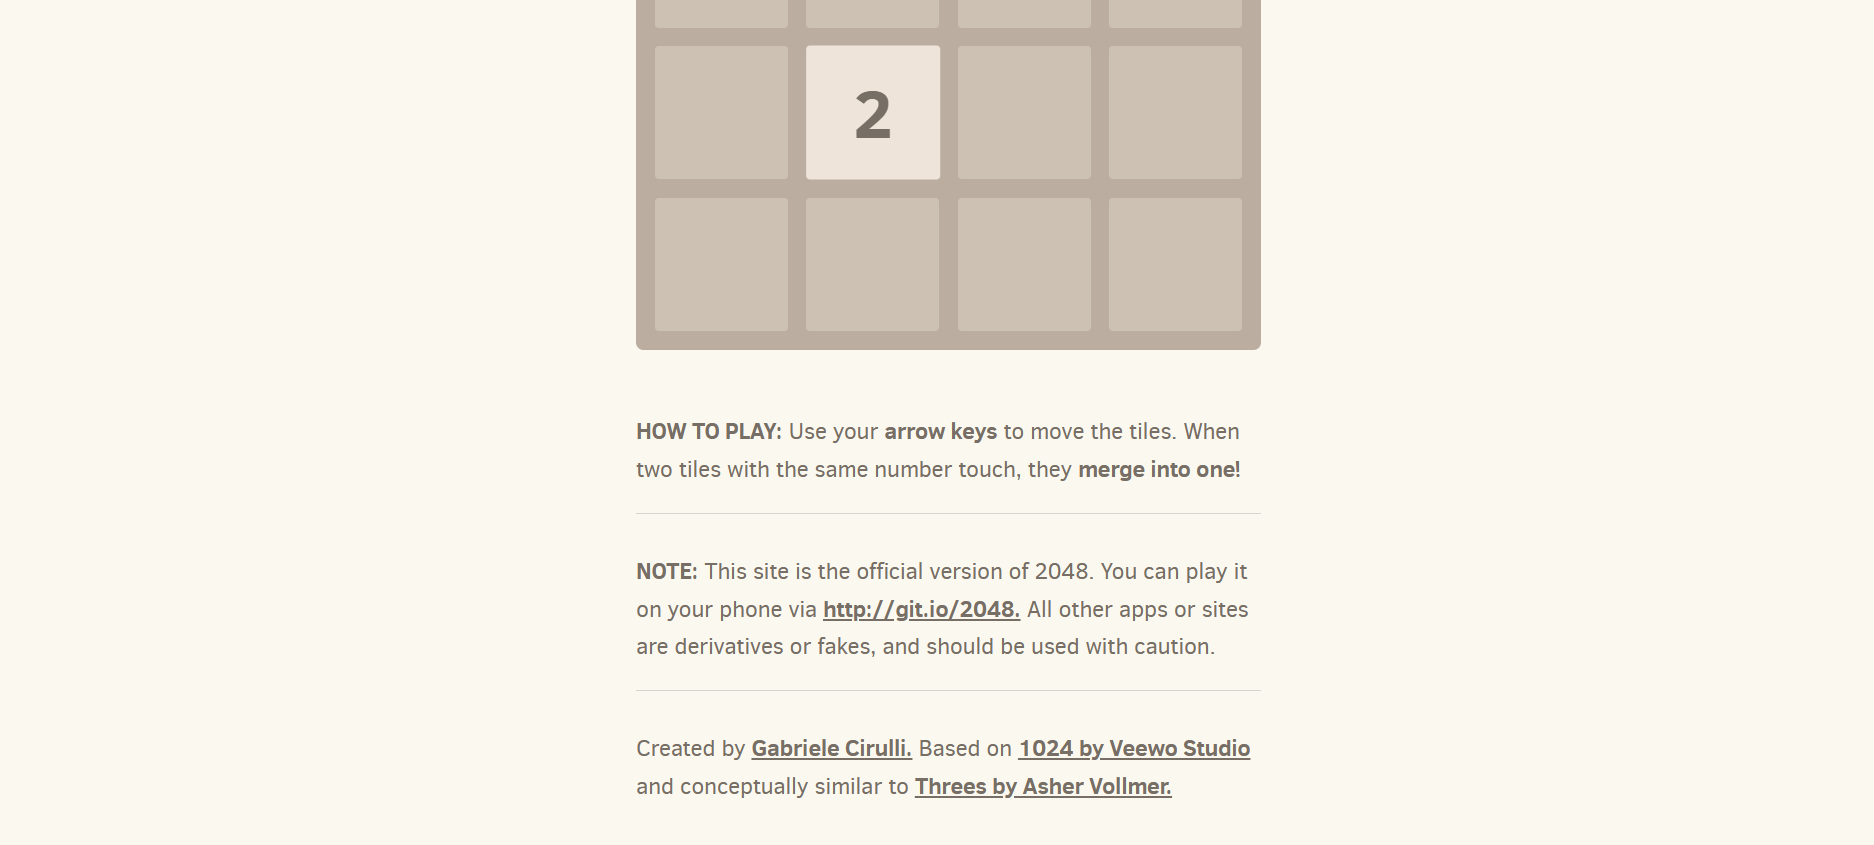 2
HOW TO PLAY: Use your arrow keys to move the tiles. When
two tiles with the same number touch, they merge into one!
NOTE: This site is the official version of 2048. You can play it
on your phone via http://git.io/2048. All other apps or sites
are derivatives or fakes, and should be used with caution.
Created by Gabriele Cirulli. Based on 1024 by Veewo Studio
and conceptually similar to Threes by Asher Vollmer.